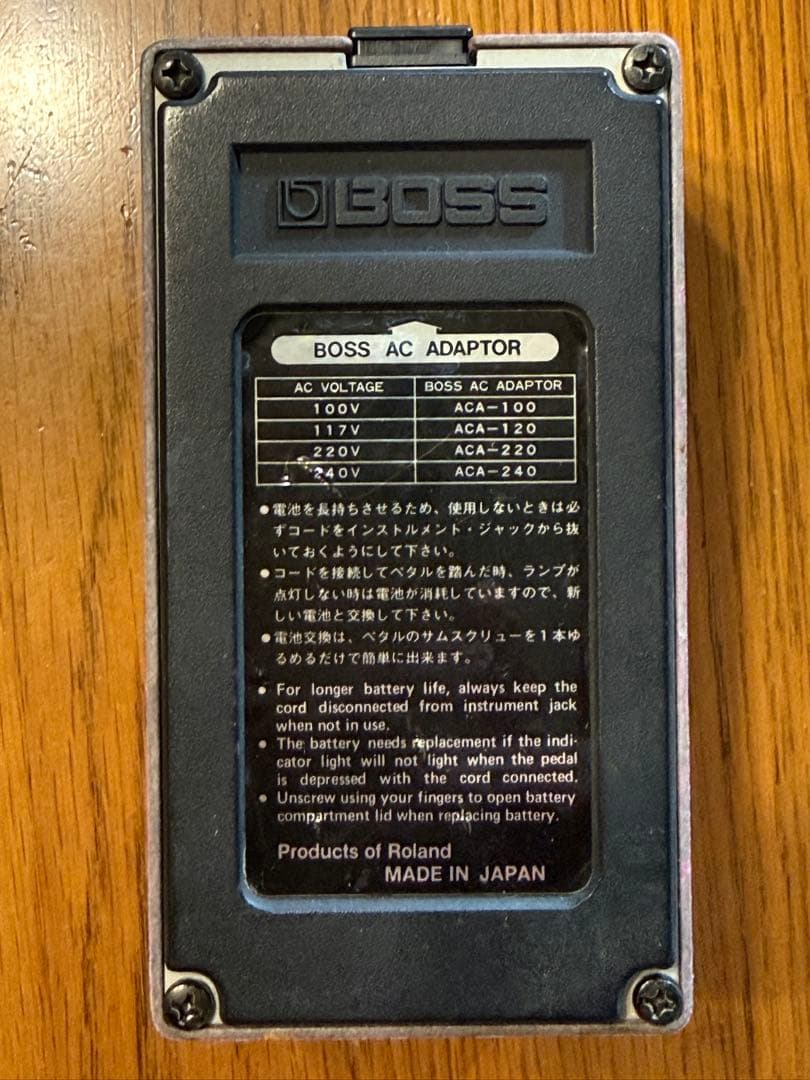 BOSS
BOSS AC ADAPTOR
AC VOLTAGE BOSS AC ADAPTOR
100V ACA-100
117V ACA-120
220V ACA-220
240V ACA-240
●電池を長持ちさせるため、使用しないときは必
ずコードをインストルメント・ジャックから抜
いておくようにして下さい。
●コードを接続してペタルを踏んだ時、ランプが
点灯しない時は電池が消耗していますので、新
しい電池と交換して下さい。
●電池交換は、ペタルのサムスクリューを1本ゆ
るめるだけで簡単に出来ます。
● For longer battery life, always keep the
cord disconnected from instrument jack
when not in use.
● The battery needs replacement if the indi-
cator light will not light when the pedal
is depressed with the cord connected.
● Unscrew using your fingers to open battery
compartment lid when replacing battery.
Products of Roland
MADE IN JAPAN